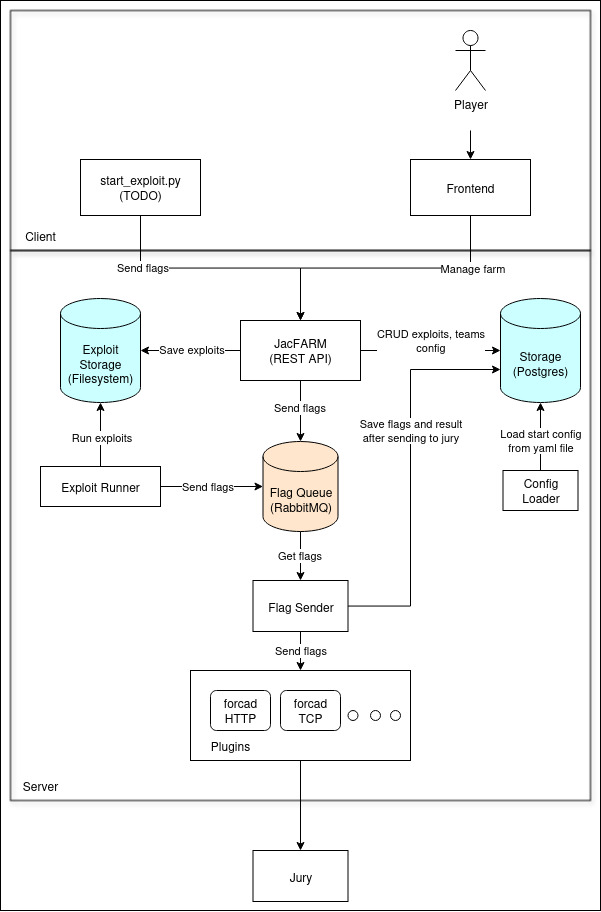 Player
start_exploit.py
(TODO)
Frontend
Client
Send flags
Manage farm
Exploit
Storage
(Filesystem)
Save exploits
JacFARM
(REST API)
CRUD exploits, teams
config
Storage
(Postgres)
Send flags
Save flags and result
after sending to jury
Run exploits
Load start config
from yaml file
Exploit Runner
Send flags
Flag Queue
(RabbitMQ)
Config
Loader
Get flags
Flag Sender
Send flags
forcad
HTTP
forcad
TCP
Plugins
Server
Jury